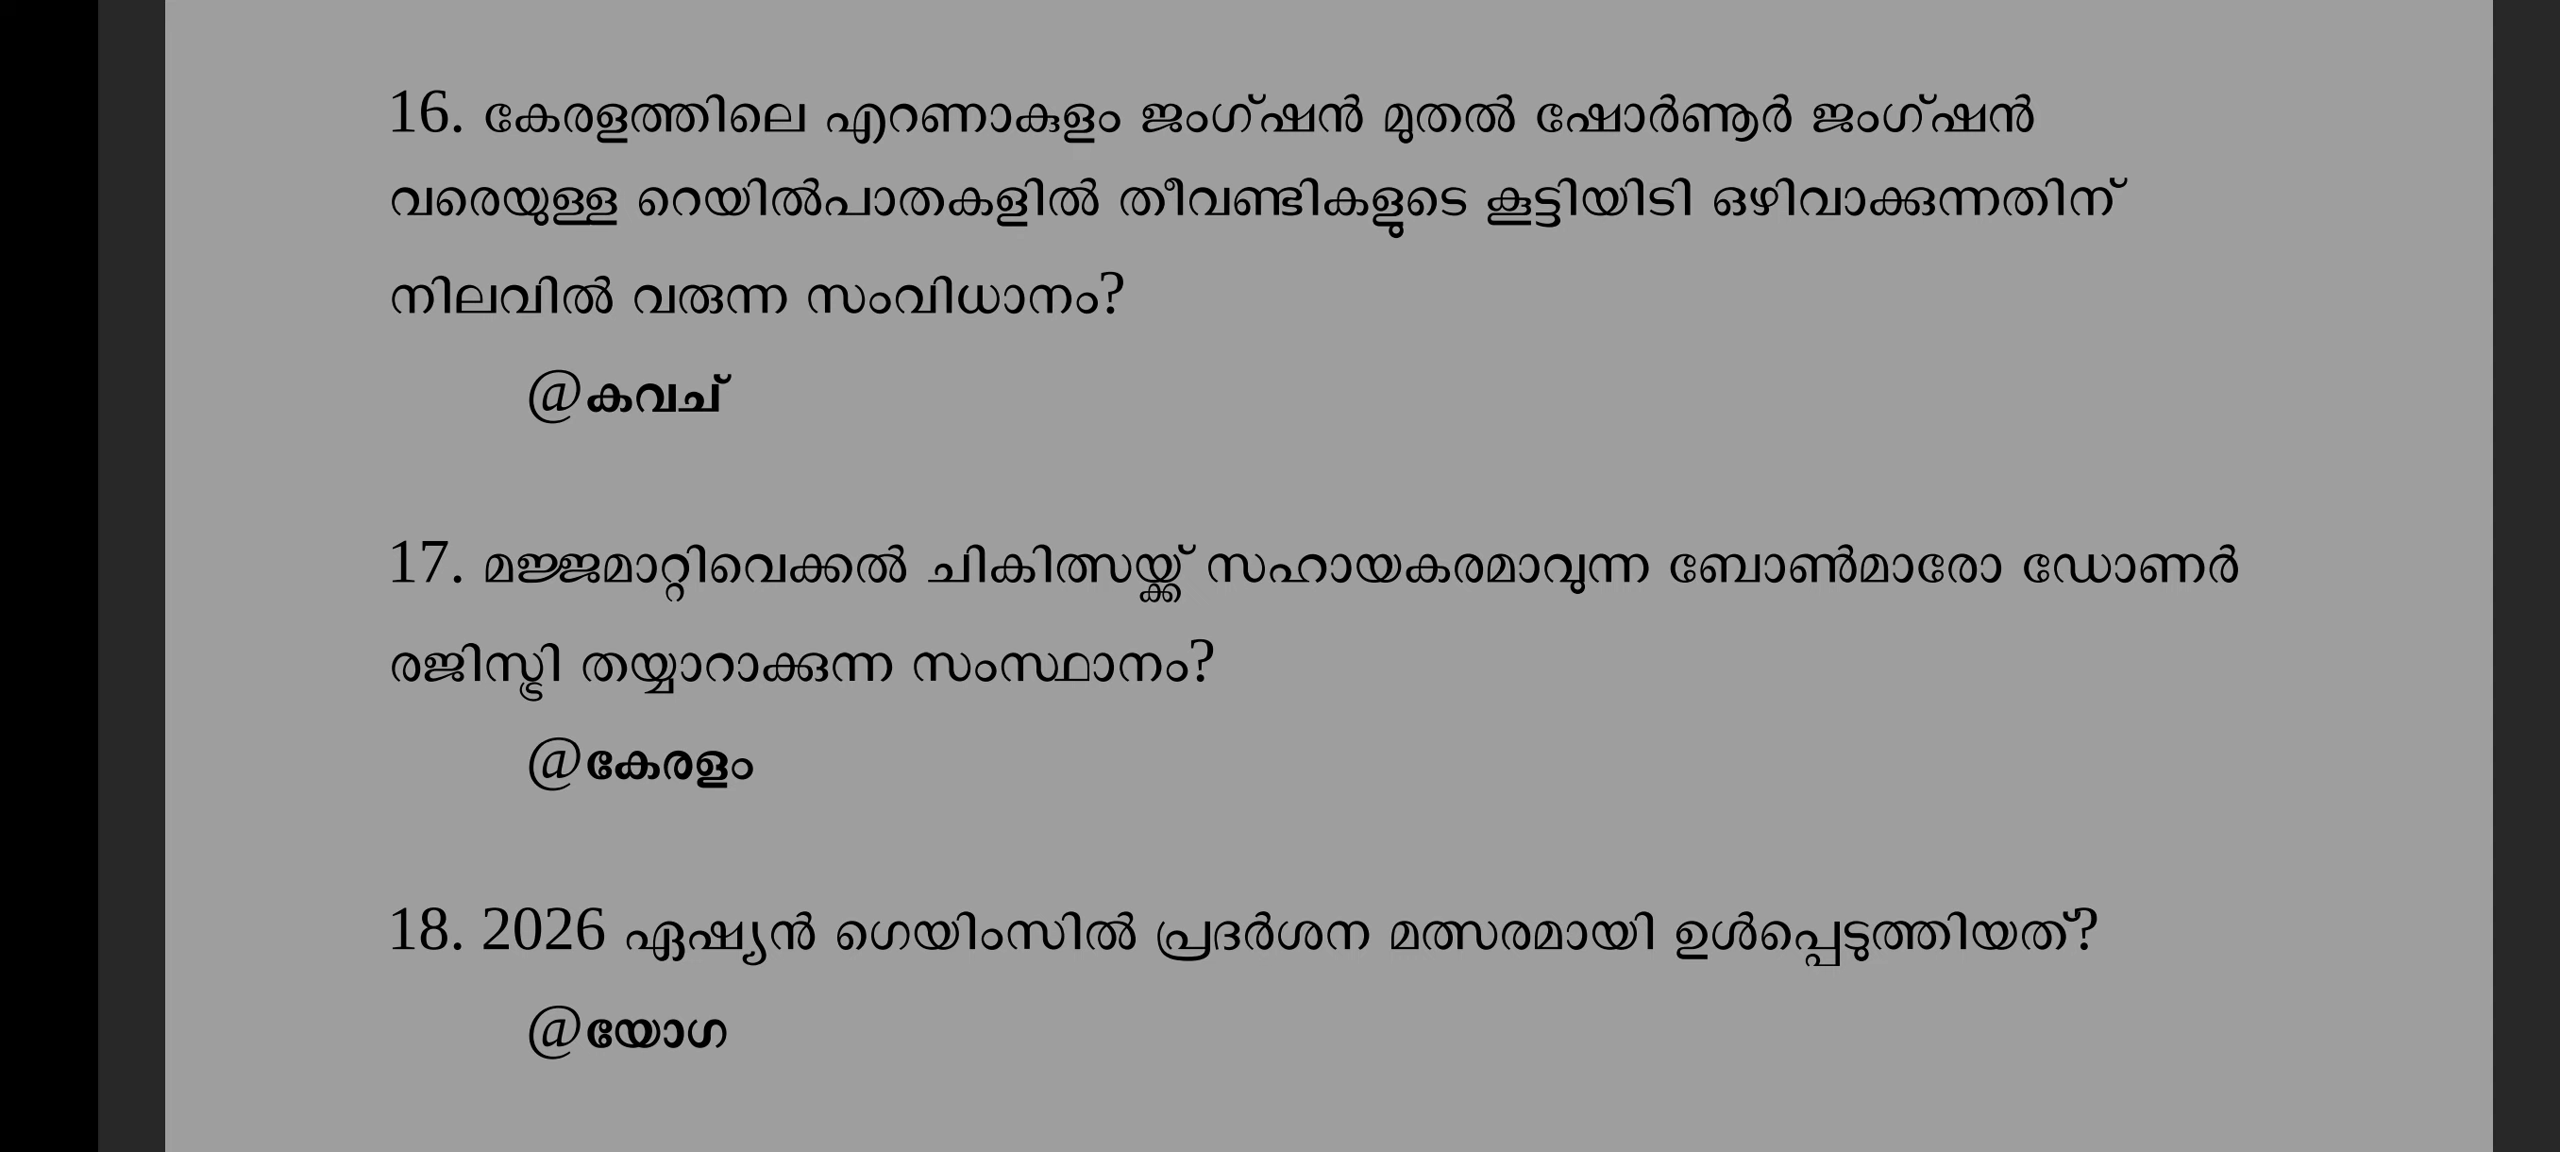 16. കേരളത്തിലെ എറണാകുളം ജംഗ്ഷൻ മുതൽ ഷോർണൂർ ജംഗ്ഷൻ
വരെയുള്ള റെയിൽപാതകളിൽ തീവണ്ടികളുടെ കൂട്ടിയിടി ഒഴിവാക്കുന്നതിന്
നിലവിൽ വരുന്ന സംവിധാനം?
@കവച്
17. മജ്ജമാറ്റിവെക്കൽ ചികിത്സയ്ക്ക് സഹായകരമാവുന്ന ബോൺമാരോ ഡോണർ
രജിസ്ട്രി തയ്യാറാക്കുന്ന സംസ്ഥാനം?
@കേരളം
18. 2026 ഏഷ്യൻ ഗെയിംസിൽ പ്രദർശന മത്സരമായി ഉൾപ്പെടുത്തിയത്?
@യോഗ